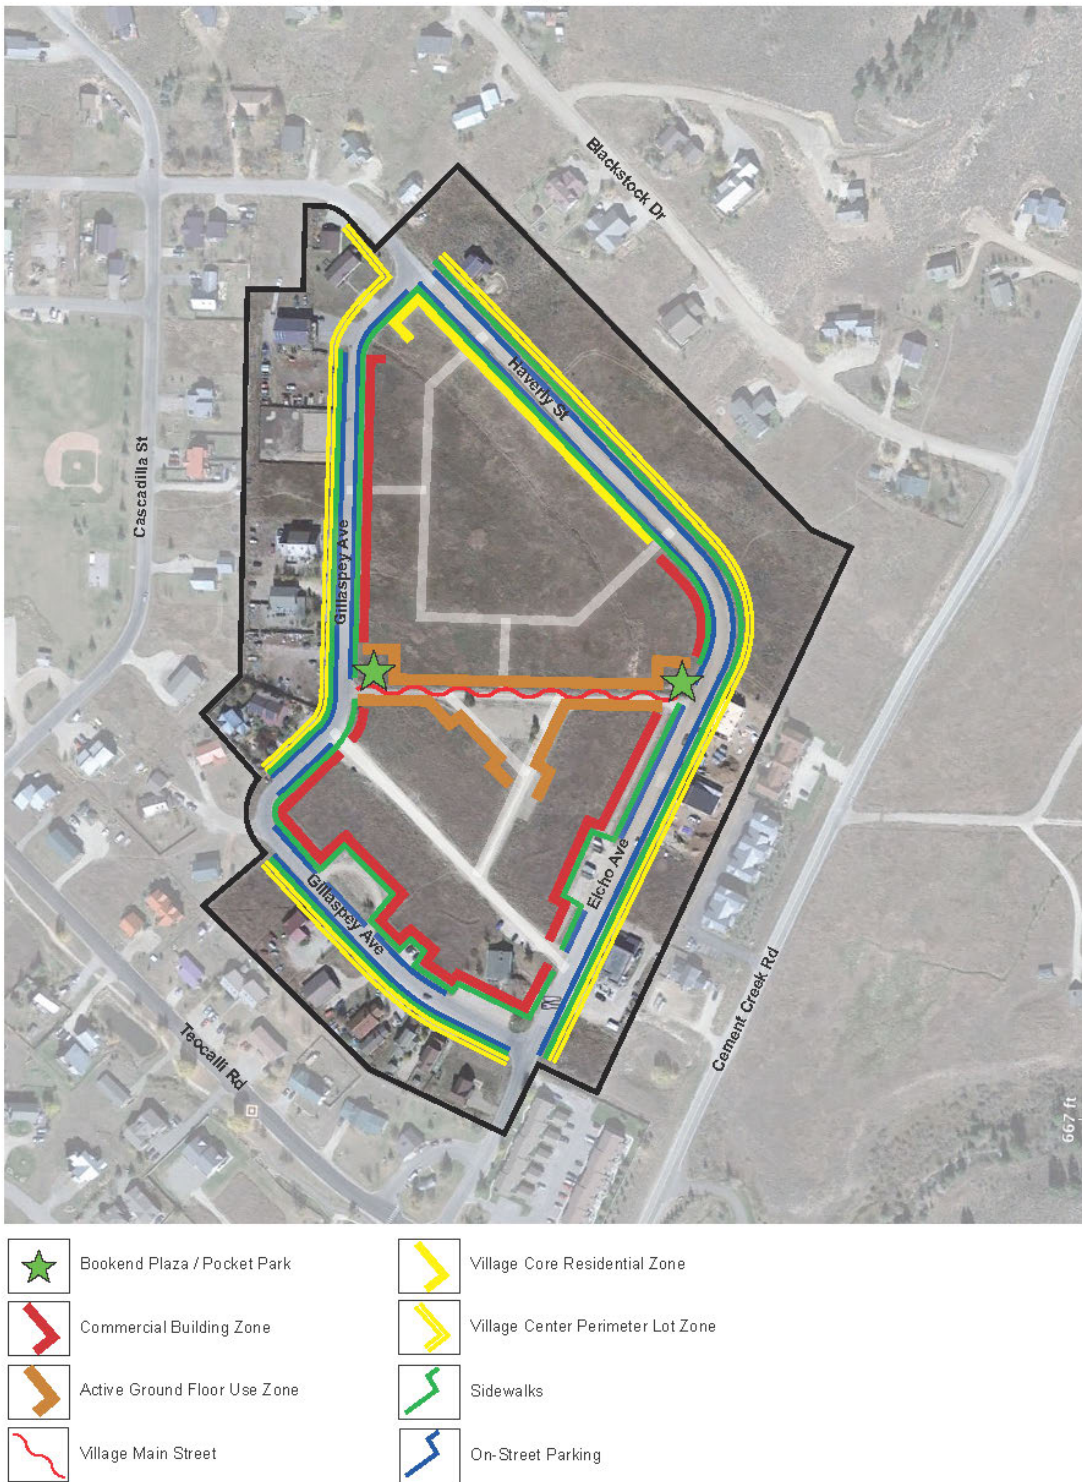 Blackstock Dr
Haverly St
Cascadilla St
Gillaspey Ave
Elcho Ave
Gillaspey Ave
Cement Creek Rd
Teocalli Rd
667 ft
Bookend Plaza / Pocket Park
Commercial Building Zone
Active Ground Floor Use Zone
Village Main Street
Village Core Residential Zone
Village Center Perimeter Lot Zone
Sidewalks
On-Street Parking